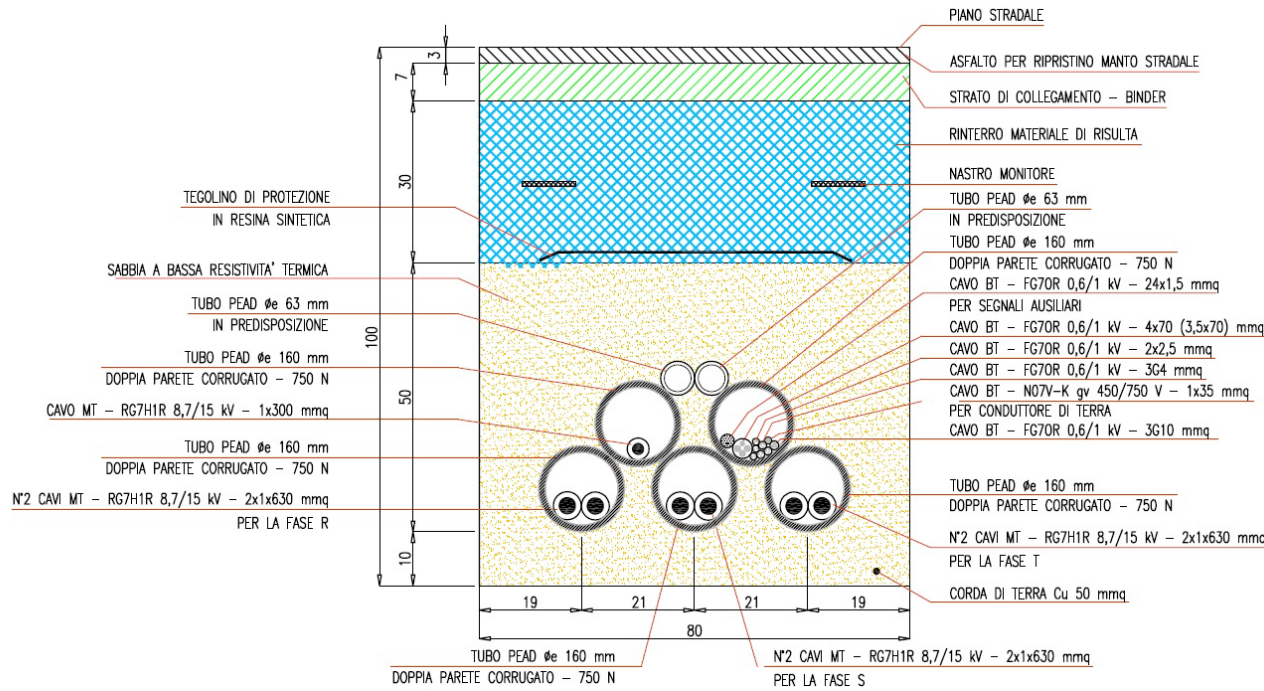 PIANO STRADALE
ASFALTO PER RIPRISTINO MANTO STRADALE
STRATO DI COLLEGAMENTO – BINDER
RINTERRO MATERIALE DI RISULTA
NASTRO MONITORE
TUBO PEAD øe 63 mm
IN PREDISPOSIZIONE
TUBO PEAD øe 160 mm
DOPPIA PARETE CORRUGATO – 750 N
CAVO BT – FG7OR 0,6/1 kV – 24x1,5 mmq
PER SEGNALI AUSILIARI
CAVO BT – FG7OR 0,6/1 kV – 4x70 (3,5x70) mmq
CAVO BT – FG7OR 0,6/1 kV – 2x2,5 mmq
CAVO BT – FG7OR 0,6/1 kV – 3G4 mmq
CAVO BT – N07V–K gv 450/750 V – 1x35 mmq
PER CONDUTTORE DI TERRA
CAVO BT – FG7OR 0,6/1 kV – 3G10 mmq
TUBO PEAD øe 160 mm
DOPPIA PARETE CORRUGATO – 750 N
N°2 CAVI MT – RG7H1R 8,7/15 kV – 2x1x630 mmq
PER LA FASE T
CORDA DI TERRA Cu 50 mmq
TEGOLINO DI PROTEZIONE
IN RESINA SINTETICA
SABBIA A BASSA RESISTIVITA' TERMICA
TUBO PEAD øe 63 mm
IN PREDISPOSIZIONE
TUBO PEAD øe 160 mm
DOPPIA PARETE CORRUGATO – 750 N
CAVO MT – RG7H1R 8,7/15 kV – 1x300 mmq
TUBO PEAD øe 160 mm
DOPPIA PARETE CORRUGATO – 750 N
N°2 CAVI MT – RG7H1R 8,7/15 kV – 2x1x630 mmq
PER LA FASE R
3
7
30
100
50
10
19
21
21
19
80
TUBO PEAD øe 160 mm
DOPPIA PARETE CORRUGATO – 750 N
N°2 CAVI MT – RG7H1R 8,7/15 kV – 2x1x630 mmq
PER LA FASE S